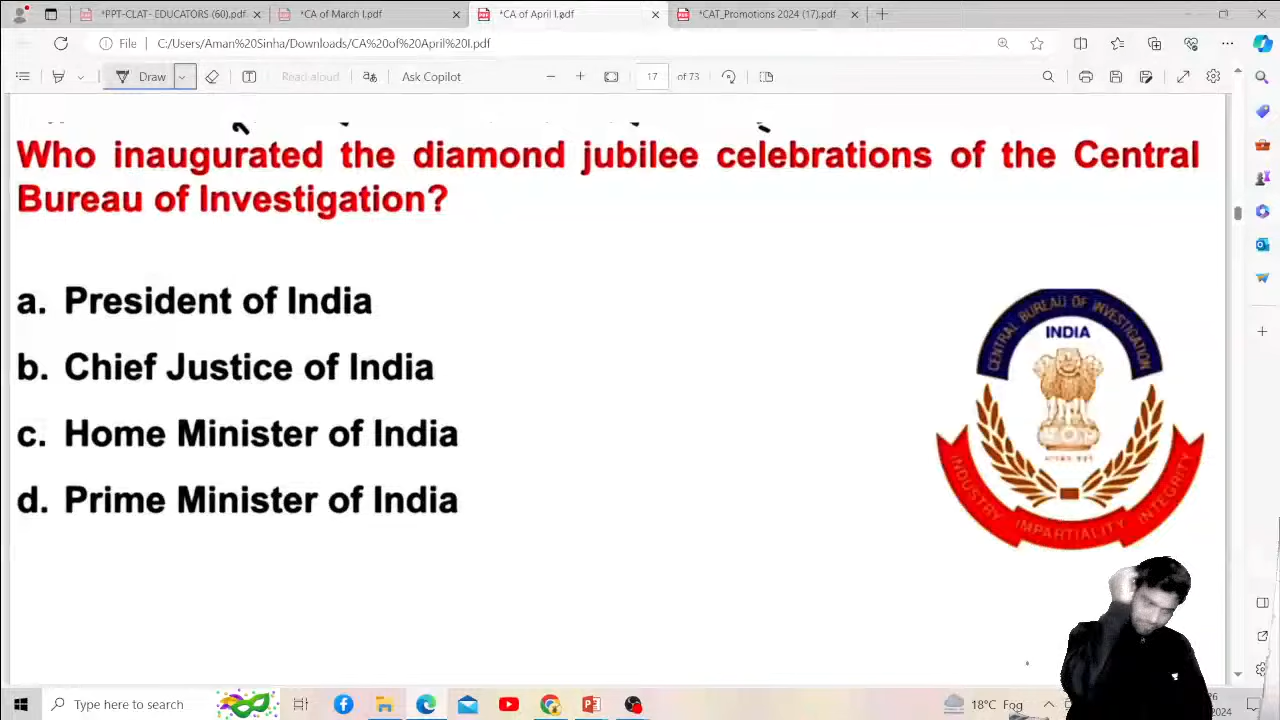 *PPT-CLAT- EDUCATORS (60).pdf
*CA of March I.pdf
*CA of April I.pdf
*CAT_Promotions 2024 (17).pdf
File
C:/Users/Aman%20Sinha/Downloads/CA%20of%20April%20I.pdf
Draw
Read aloud
Ask Copilot
17
of 73
Who inaugurated the diamond jubilee celebrations of the Central
Bureau of Investigation?
a. President of India
b. Chief Justice of India
c. Home Minister of India
d. Prime Minister of India
CENTRAL BUREAU OF INVESTIGATION
INDIA
INDUSTRY IMPARTIALITY INTEGRITY
Type here to search
18°C Fog